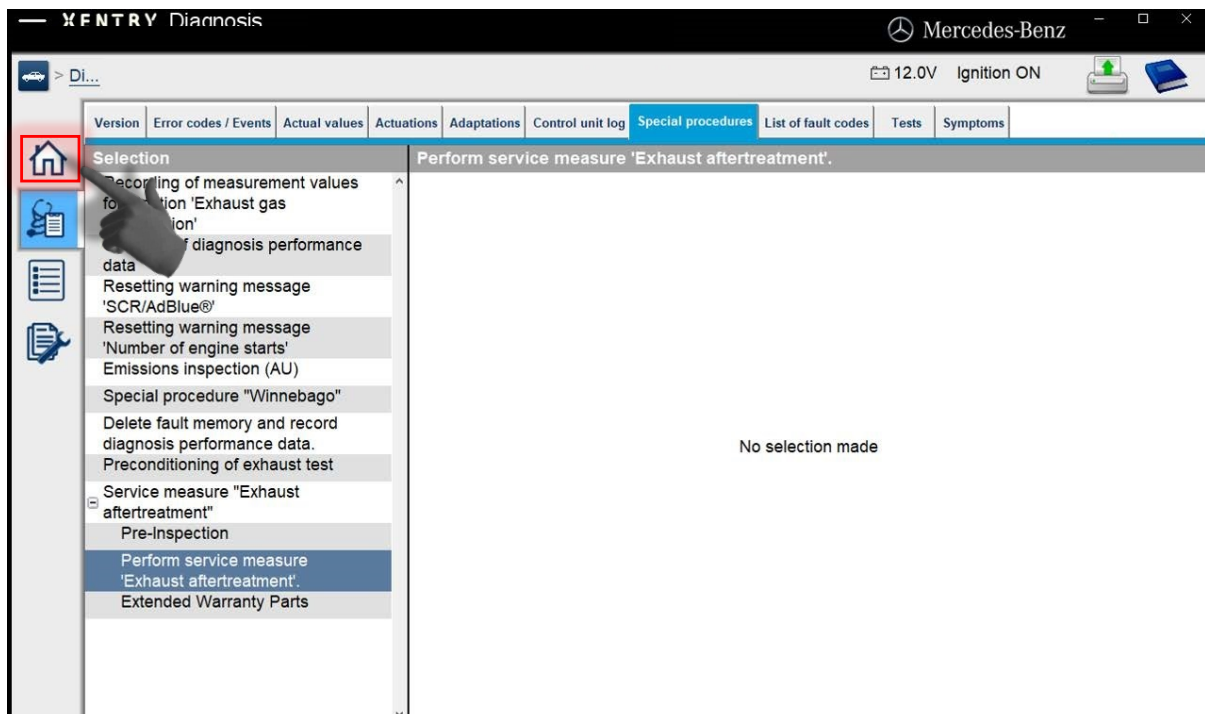 XENTRY Diagnosis
Mercedes-Benz
> Di...
12.0V Ignition ON
Version Error codes / Events Actual values Actuations Adaptations Control unit log Special procedures List of fault codes Tests Symptoms
Selection
Perform service measure 'Exhaust aftertreatment'.
Recording of measurement values
'Exhaust gas
of diagnosis performance
data
Resetting warning message
'SCR/AdBlue®'
Resetting warning message
'Number of engine starts'
Emissions inspection (AU)
Special procedure "Winnebago"
Delete fault memory and record
diagnosis performance data.
Preconditioning of exhaust test
Service measure "Exhaust
aftertreatment"
Pre-Inspection
Perform service measure
'Exhaust aftertreatment'.
Extended Warranty Parts
No selection made